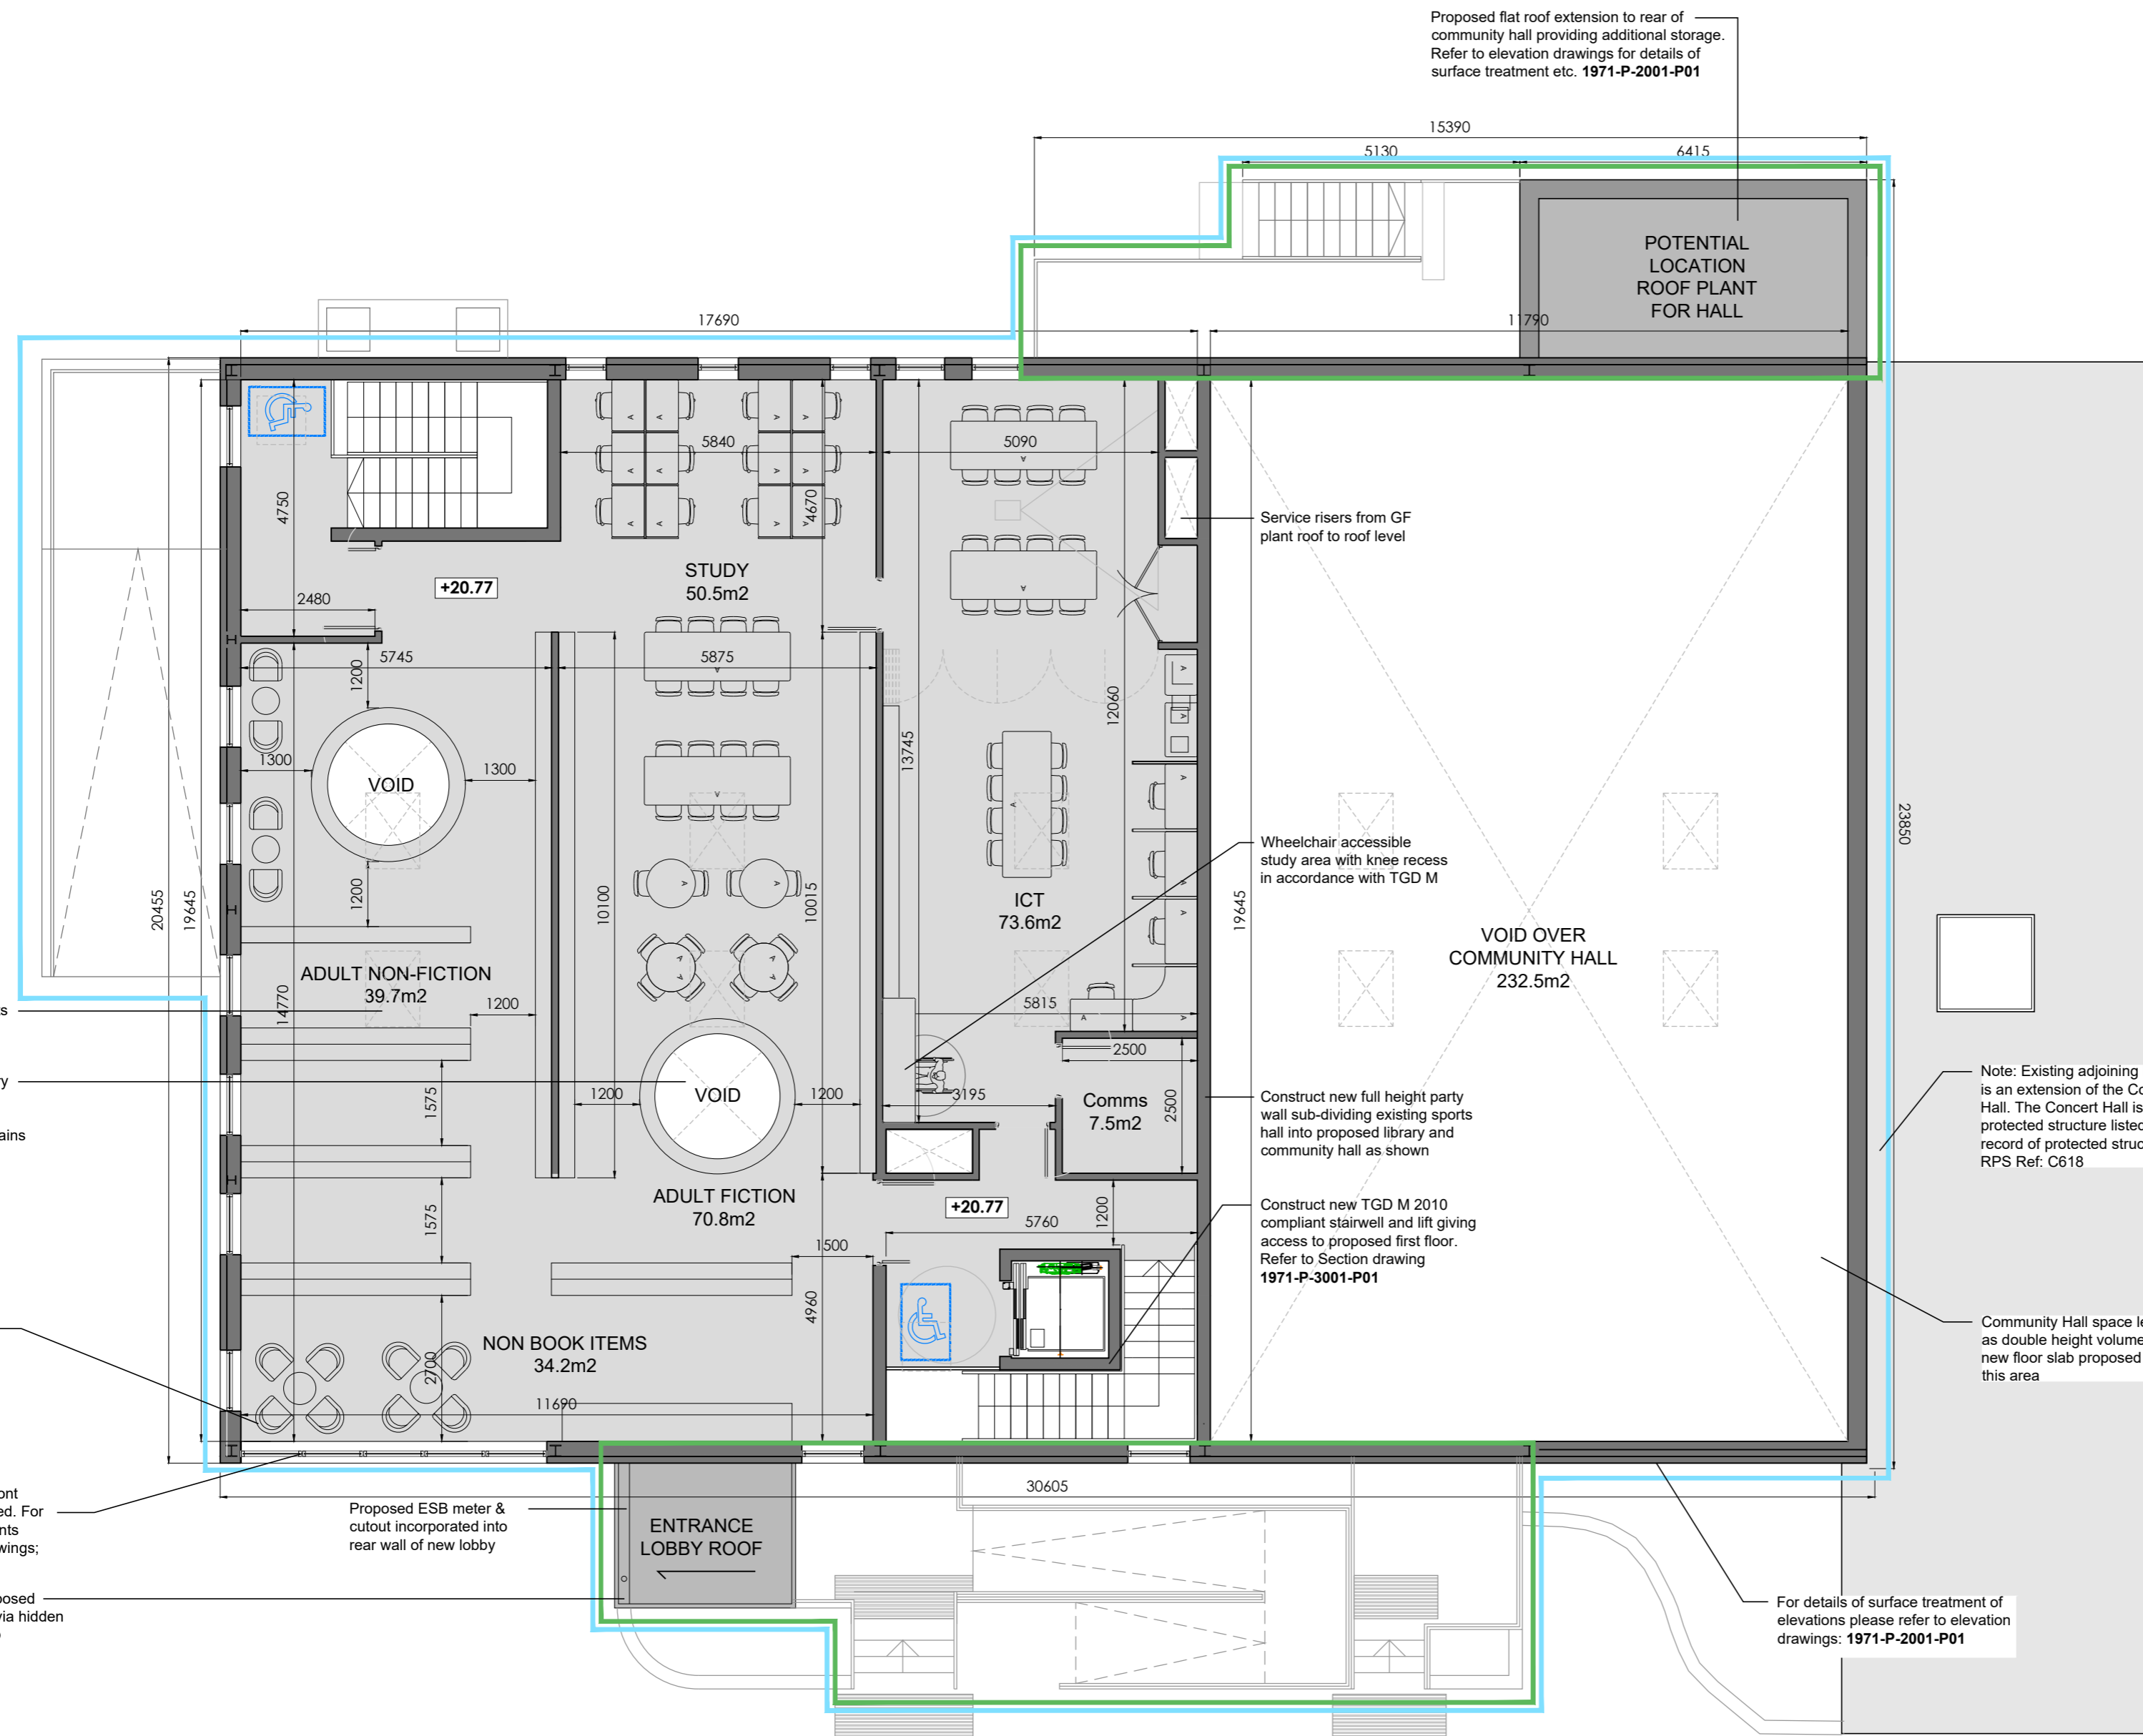 Proposed flat roof extension to rear of
community hall providing additional storage.
Refer to elevation drawings for details of
surface treatment etc. 1971-P-2001-P01
15390
5130
6415
POTENTIAL
LOCATION
ROOF PLANT
FOR HALL
17690
11790
4750
5840
4670
5090
Service risers from GF
plant roof to roof level
STUDY
50.5m2
+20.77
2480
5745
1200
5875
12060
13745
1300
VOID
1300
1200
10100
10015
Wheelchair accessible
study area with knee recess
in accordance with TGD M
23850
20455
19645
ICT
73.6m2
19645
VOID OVER
COMMUNITY HALL
232.5m2
ADULT NON-FICTION
39.7m2
14770
1200
5815
2500
1575
1200
VOID
1200
3195
Comms
7.5m2
2500
Construct new full height party
wall sub-dividing existing sports
hall into proposed library and
community hall as shown
Note: Existing adjoining
is an extension of the Co
Hall. The Concert Hall is
protected structure listed
record of protected struc
RPS Ref: C618
ry
ains
1575
ADULT FICTION
70.8m2
+20.77
5760
1200
1500
Construct new TGD M 2010
compliant stairwell and lift giving
access to proposed first floor.
Refer to Section drawing
1971-P-3001-P01
4960
NON BOOK ITEMS
34.2m2
2700
Community Hall space le
as double height volume
new floor slab proposed
this area
11690
30605
ont
ed. For
nts
wings;
Proposed ESB meter &
cutout incorporated into
rear wall of new lobby
ENTRANCE
LOBBY ROOF
posed
via hidden
For details of surface treatment of
elevations please refer to elevation
drawings: 1971-P-2001-P01